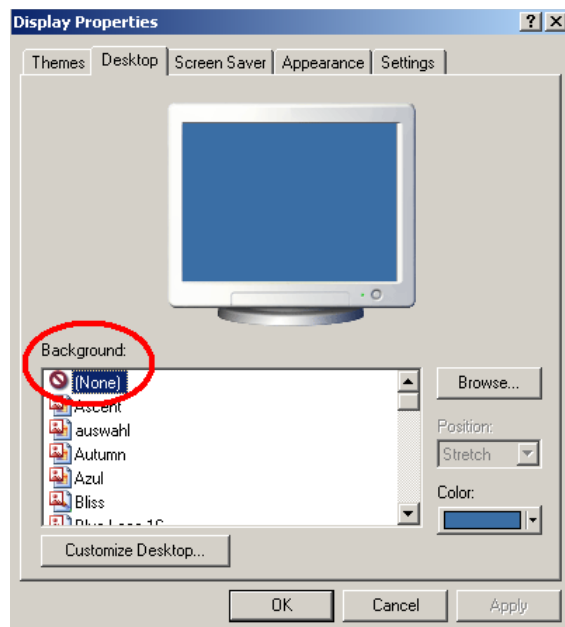 Display Properties
Themes Desktop Screen Saver Appearance Settings
Background:
(None)
Ascent
auswahl
Autumn
Azul
Bliss
Browse...
Position:
Stretch
Color:
Customize Desktop...
OK Cancel Apply